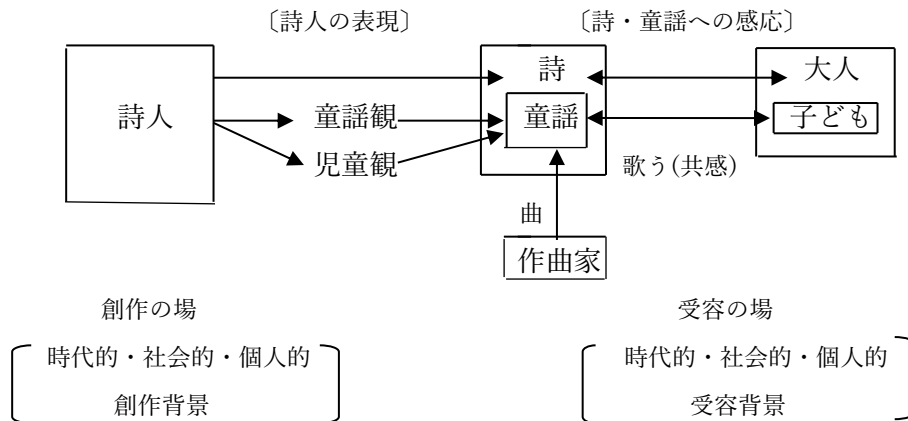 〔詩人の表現〕
〔詩・童謡への感応〕
詩人
童謡観
児童観
詩
童謡
大人
子ども
歌う(共感)
曲
作曲家
創作の場
時代的・社会的・個人的
創作背景
受容の場
時代的・社会的・個人的
受容背景